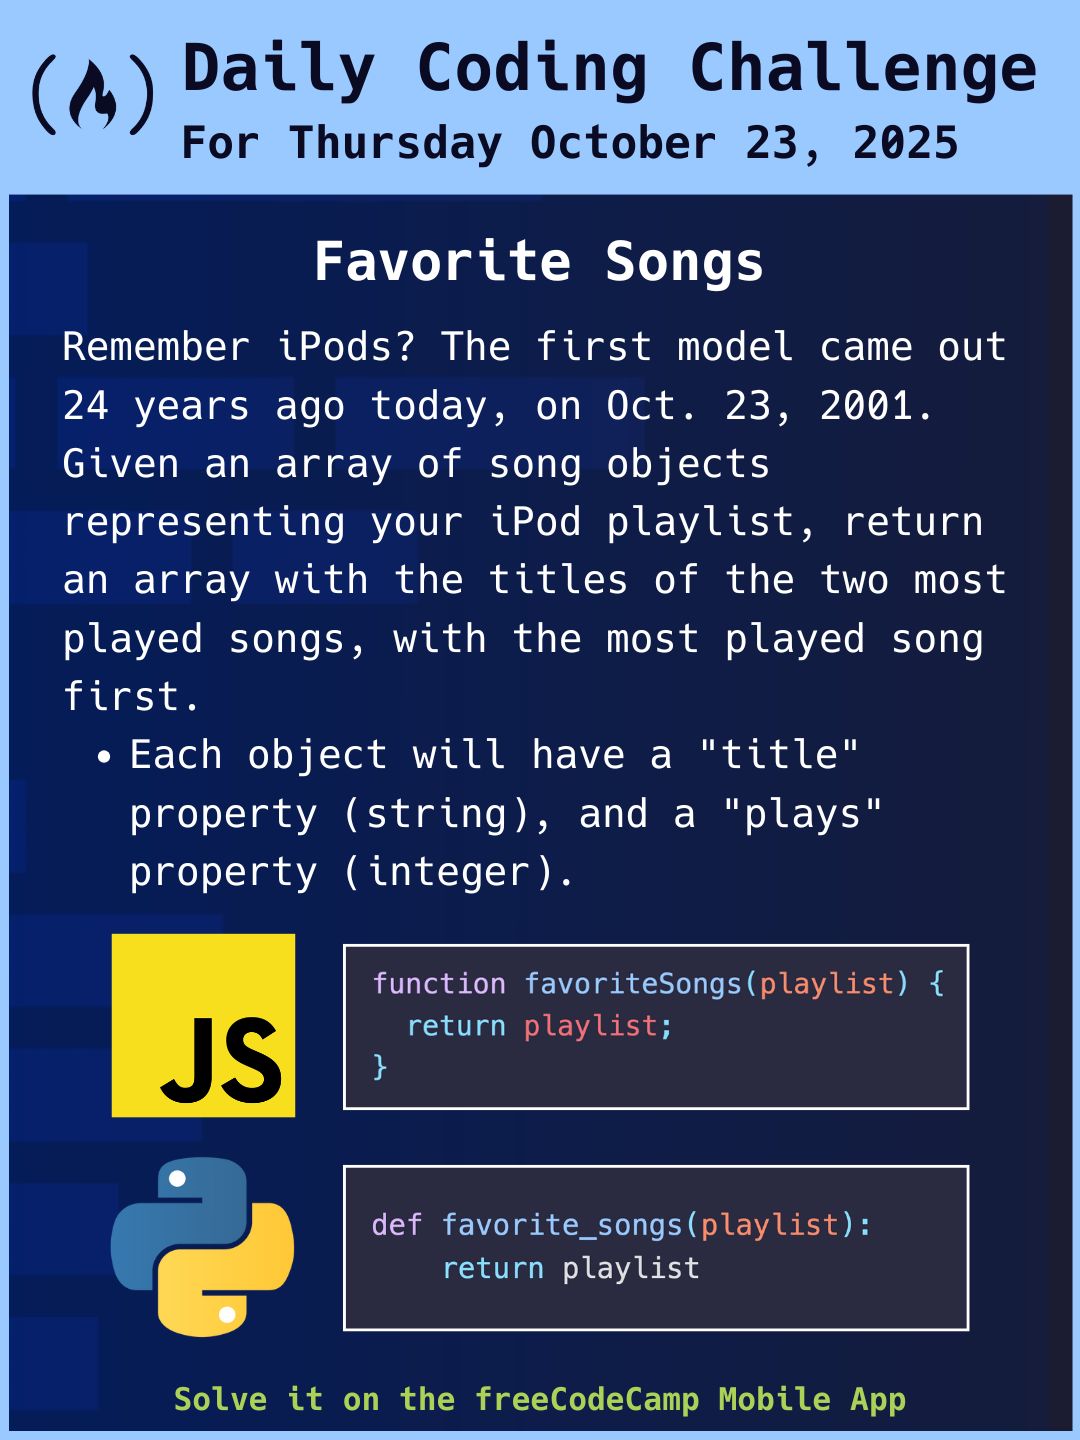 Daily Coding Challenge
For Thursday October 23, 2025
Favorite Songs
Remember iPods? The first model came out
24 years ago today, on Oct. 23, 2001.
Given an array of song objects
representing your iPod playlist, return
an array with the titles of the two most
played songs, with the most played song
first.
• Each object will have a "title"
property (string), and a "plays"
property (integer).
JS
function favoriteSongs(playlist) {
  return playlist;
}
def favorite_songs(playlist):
    return playlist
Solve it on the freeCodeCamp Mobile App